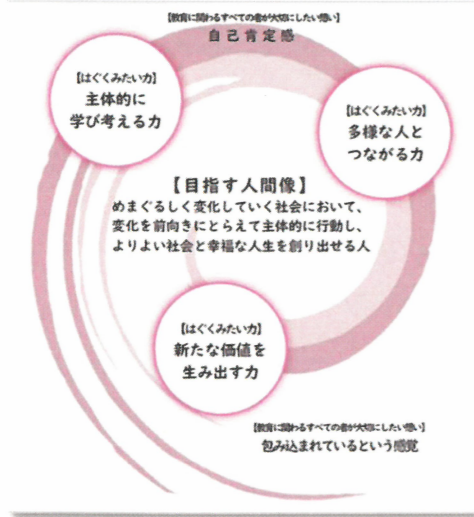 【教育に関わるすべての者が大切にしたい想い】
自己肯定感
【はぐくみたい力】
主体的に
学び考える力
【はぐくみたい力】
多様な人と
つながる力
【目指す人間像】
めまぐるしく変化していく社会において、
変化を前向きにとらえて主体的に行動し、
よりよい社会と幸福な人生を創り出せる人
【はぐくみたい力】
新たな価値を
生み出す力
【教育に関わるすべての者が大切にしたい想い】
包み込まれているという感覚